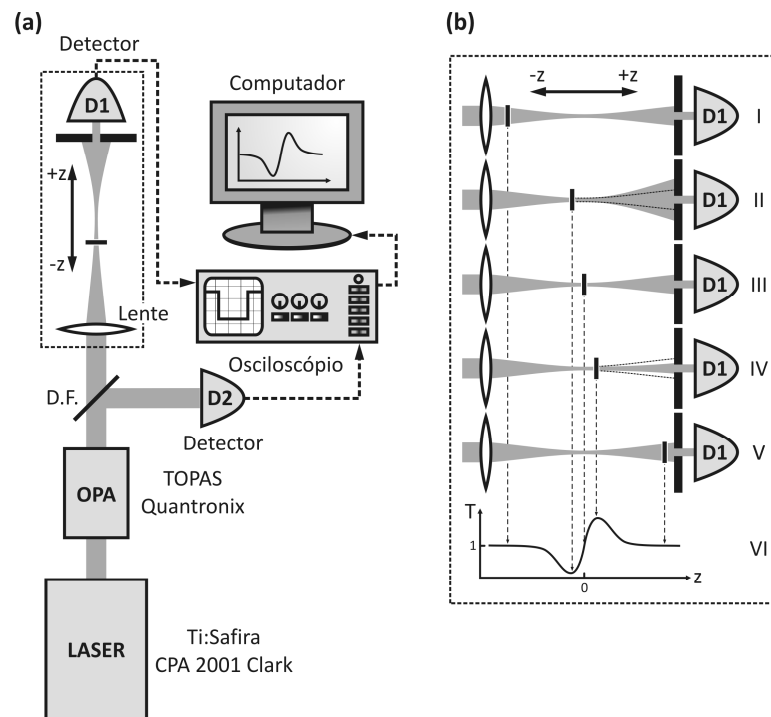 (a)
Detector
D1
+z
-z
Lente
Computador
Osciloscópio
D.F.
D2
Detector
OPA
TOPAS
Quantronix
LASER
Ti:Safira
CPA 2001 Clark
(b)
-z
+z
D1
I
D1
II
D1
III
D1
IV
D1
V
T
1
0
z
VI